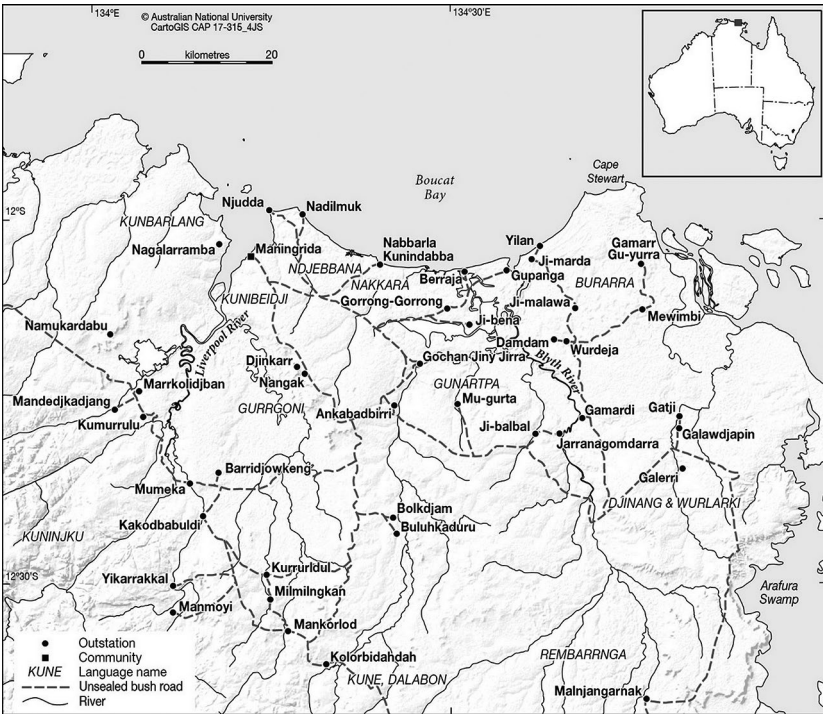 134°E
© Australian National University
CartoGIS CAP 17-315_4JS
134°30'E
0
kilometres
20
Boucat
Bay
Cape
Stewart
12°S
Njudda
Nadilmuk
KUNBARLANG
Nagalarramba
Maningrida
Nabbarla
Kunindabba
Yilan
Ji-marda
Gamarr
Gu-yurra
NDJEBBANA
NAKKARA
Berraja
Gupanga
BURARRA
KUNIBEIDJI
Gorrong-Gorrong
Ji-malawa
Mewimbi
Namukardabu
Liverpool River
Ji-bena
Damdam
Wurdeja
Djinkarr
Nangak
Gochan Jiny Jirra
Blyth River
Marrkolidjban
Mandedjkadjang
Kumurrulu
GURRGONI
GUNARTPA
Mu-gurta
Ankabadbirri
Gamardi
Gatji
Galawdjapin
Ji-balbal
Jarranagomdarra
Barridjowkeng
Mumeka
Galerri
DJINANG & WURLAKI
Kakodbabuldi
Bolkdjam
Buluhkaduru
KUNINJKU
12°30'S
Yikarrakkal
Kurrurldul
Milmilngkan
Manmoyi
Arafura
Swamp
Mankorlod
Kolorbidahdah
KUNE, DALABON
REMBARRNGA
Malnjangarnak
Outstation
Community
KUNE Language name
Unsealed bush road
River